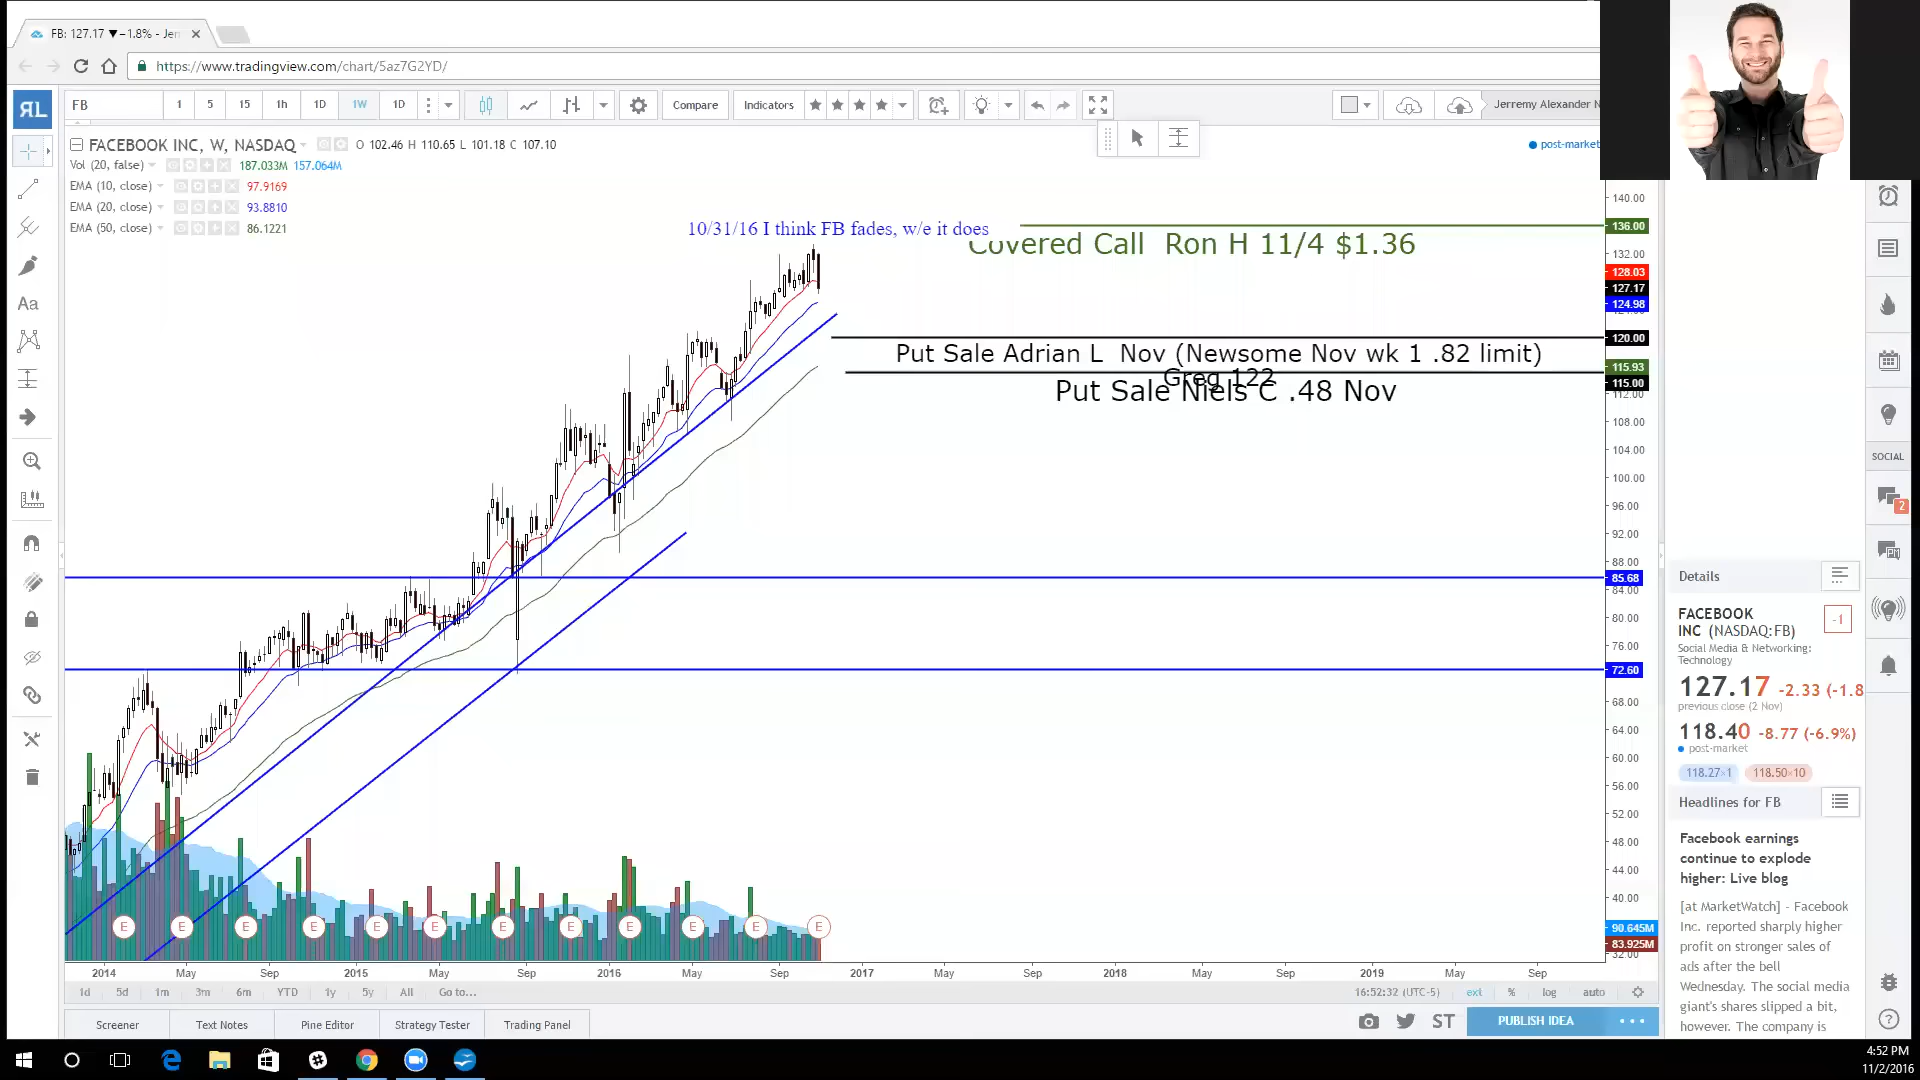 FB: 127.17 ▼ −1.8% - Jerr
https://www.tradingview.com/chart/5az7G2YD/
FB 1 5 15 1h 1D 1W 1D Compare Indicators Jerremy Alexander N
FACEBOOK INC, W, NASDAQ O 102.46 H 110.65 L 101.18 C 107.10
post-market
Vol (20, false) 187.033M 157.064M
EMA (10, close) 97.9169
EMA (20, close) 93.8810
EMA (50, close) 86.1221
10/31/16 I think FB fades, w/e it does
Covered Call Ron H 11/4 $1.36
Put Sale Adrian L Nov (Newsome Nov wk 1 .82 limit)
Greg 122
Put Sale Niels C .48 Nov
140.00
136.00
132.00
128.03
127.17
124.98
120.00
115.93
115.00
112.00
108.00
104.00
100.00
96.00
92.00
88.00
85.68
84.00
80.00
76.00
72.60
68.00
64.00
60.00
56.00
52.00
48.00
44.00
40.00
90.645M
83.925M
32.00
E E E E E E E E E E E E
2014 May Sep 2015 May Sep 2016 May Sep 2017 May Sep 2018 May Sep 2019 May Sep
1d 5d 1m 3m 6m YTD 1y 5y All Go to... 16:52:32 (UTC-5) ext % log auto
Screener Text Notes Pine Editor Strategy Tester Trading Panel ST PUBLISH IDEA
Aa
SOCIAL
2
Details
FACEBOOK
INC (NASDAQ:FB)
-1
Social Media & Networking:
Technology
127.17 -2.33 (-1.8
previous close (2 Nov)
118.40 -8.77 (-6.9%)
post-market
118.27×1 118.50×10
Headlines for FB
Facebook earnings
continue to explode
higher: Live blog
[at MarketWatch] - Facebook
Inc. reported sharply higher
profit on stronger sales of
ads after the bell
Wednesday. The social media
giant's shares slipped a bit,
however. The company is
4:52 PM
11/2/2016